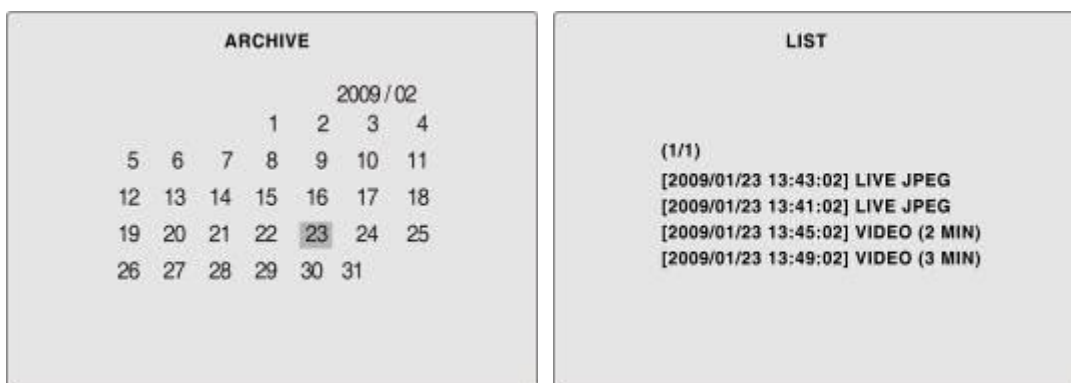 ARCHIVE
2009 / 02
1 2 3 4
5 6 7 8 9 10 11
12 13 14 15 16 17 18
19 20 21 22 23 24 25
26 27 28 29 30 31
LIST
(1/1)
[2009/01/23 13:43:02] LIVE JPEG
[2009/01/23 13:41:02] LIVE JPEG
[2009/01/23 13:45:02] VIDEO (2 MIN)
[2009/01/23 13:49:02] VIDEO (3 MIN)